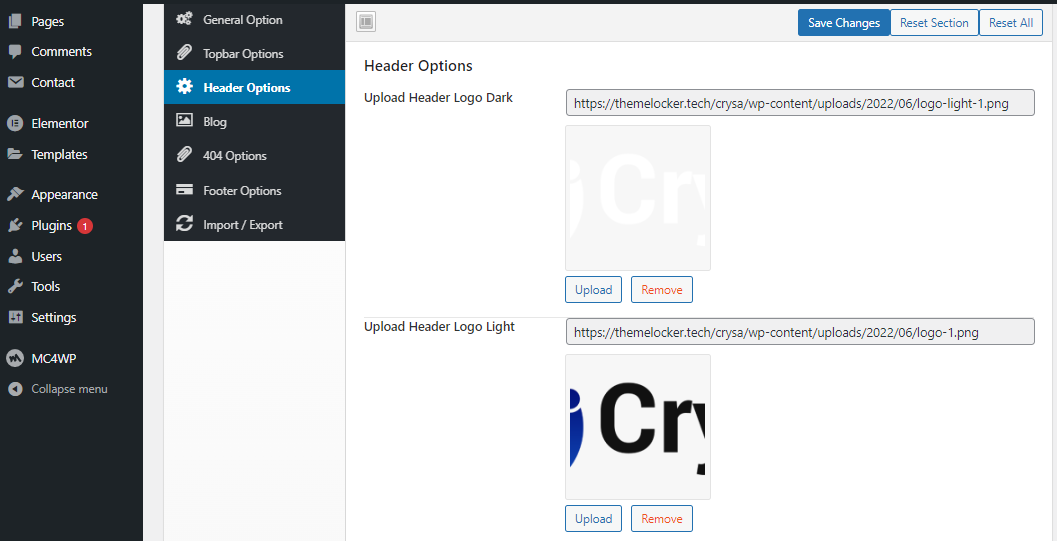 Pages
Comments
Contact
Elementor
Templates
Appearance
Plugins 1
Users
Tools
Settings
MC4WP
Collapse menu
General Option
Topbar Options
Header Options
Blog
404 Options
Footer Options
Import / Export
Save Changes Reset Section Reset All
Header Options
Upload Header Logo Dark
https://themelocker.tech/crysa/wp-content/uploads/2022/06/logo-light-1.png
Cry
Upload Remove
Upload Header Logo Light
https://themelocker.tech/crysa/wp-content/uploads/2022/06/logo-1.png
Cry
Upload Remove